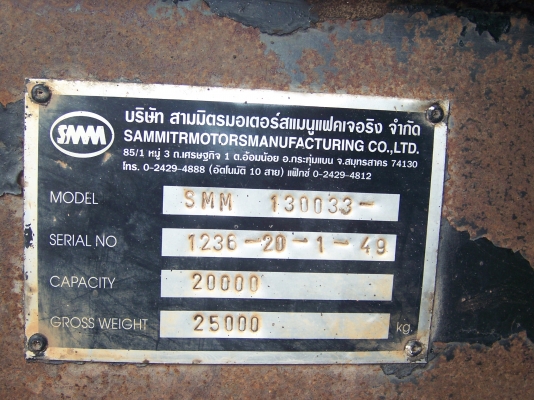 SMM
บริษัท สามมิตรมอเตอร์สแมนูแฟคเจอริง จำกัด
SAMMITRMOTORSMANUFACTURING CO.,LTD.
85/1 หมู่ 3 ถ.เศรษฐกิจ 1 ต.อ้อมน้อย อ.กระทุ่มแบน จ.สมุทรสาคร 74130
โทร. 0-2429-4888 (อัตโนมัติ 10 สาย) แฟ็กซ์ 0-2429-4812
MODEL SMM 130033-
SERIAL NO 1236-20-1-49
CAPACITY 20000
GROSS WEIGHT 25000 kg.